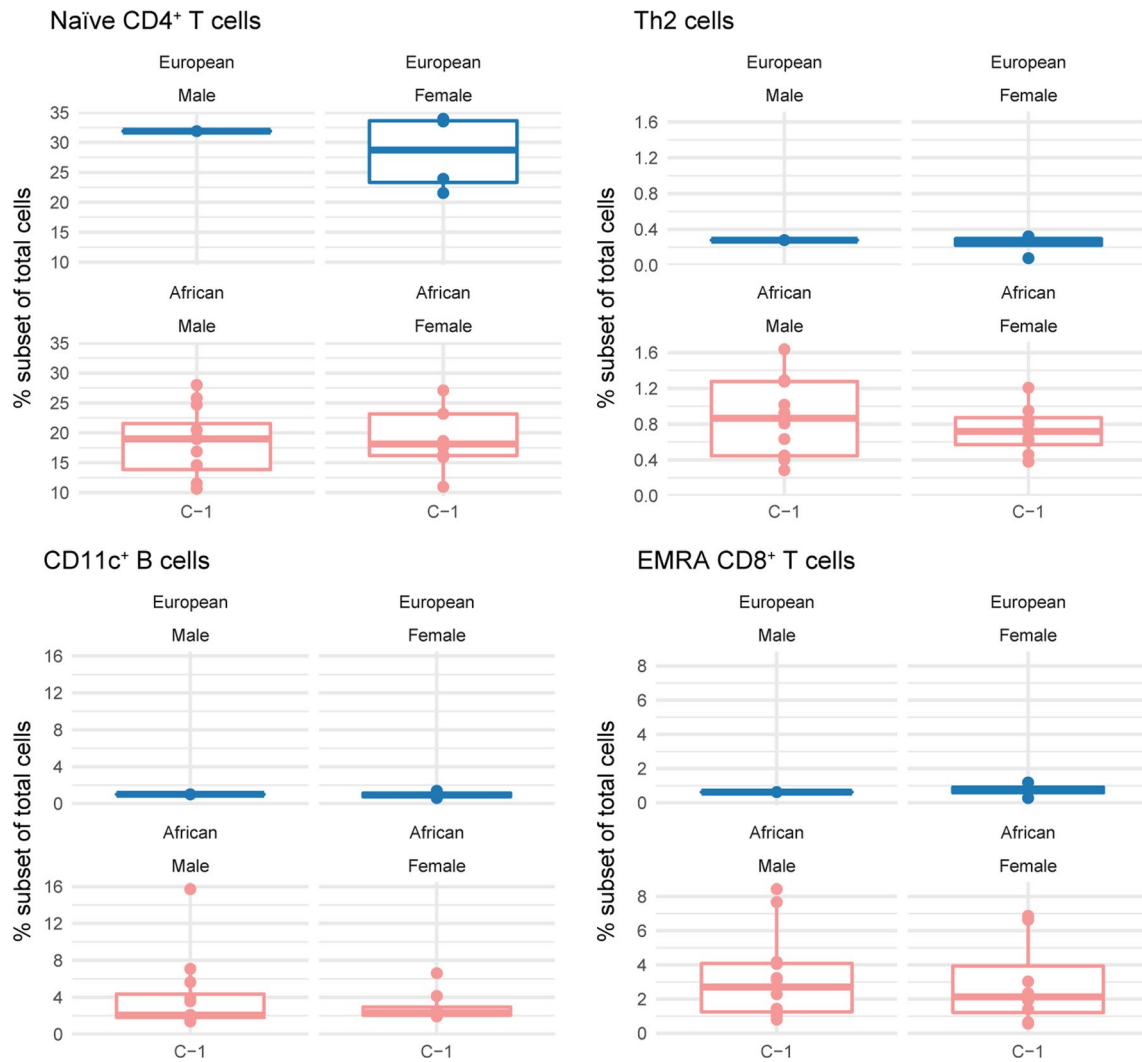 Naïve CD4⁺ T cells
% subset of total cells
European
European
Male
Female
35
30
25
20
15
10
African
African
Male
Female
35
30
25
20
15
10
C−1
C−1
Th2 cells
% subset of total cells
European
European
Male
Female
1.6
1.2
0.8
0.4
0.0
African
African
Male
Female
1.6
1.2
0.8
0.4
0.0
C−1
C−1
CD11c⁺ B cells
% subset of total cells
European
European
Male
Female
16
12
8
4
0
African
African
Male
Female
16
12
8
4
0
C−1
C−1
EMRA CD8⁺ T cells
% subset of total cells
European
European
Male
Female
8
6
4
2
0
African
African
Male
Female
8
6
4
2
0
C−1
C−1